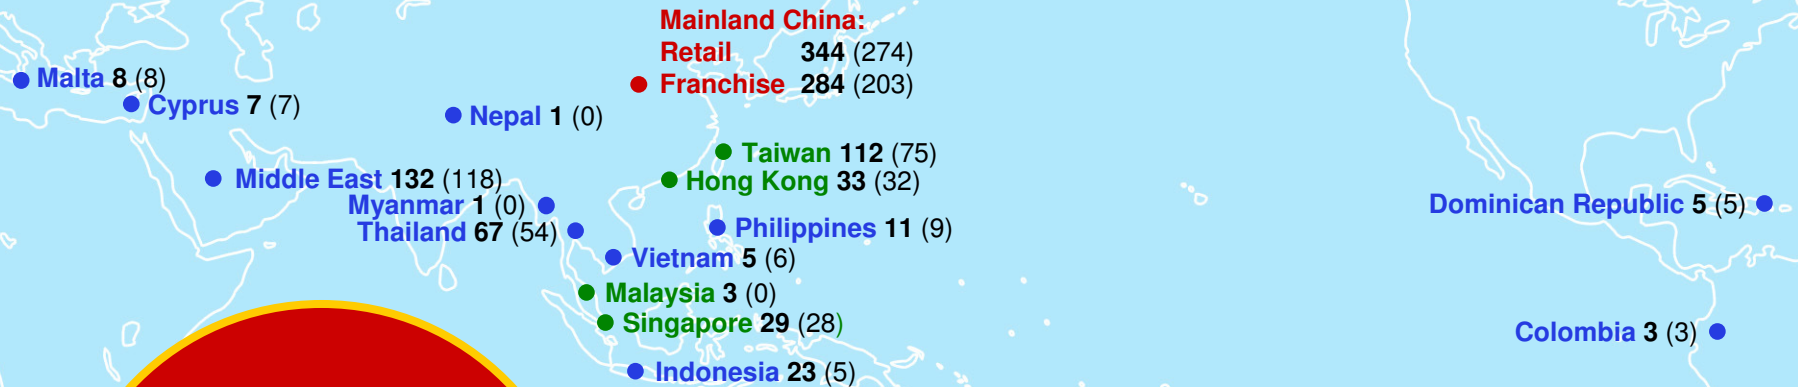 Mainland China:
Retail 344 (274)
Franchise 284 (203)
Malta 8 (8)
Cyprus 7 (7)
Nepal 1 (0)
Taiwan 112 (75)
Middle East 132 (118)
Hong Kong 33 (32)
Myanmar 1 (0)
Dominican Republic 5 (5)
Thailand 67 (54)
Philippines 11 (9)
Vietnam 5 (6)
Malaysia 3 (0)
Singapore 29 (28)
Colombia 3 (3)
Indonesia 23 (5)